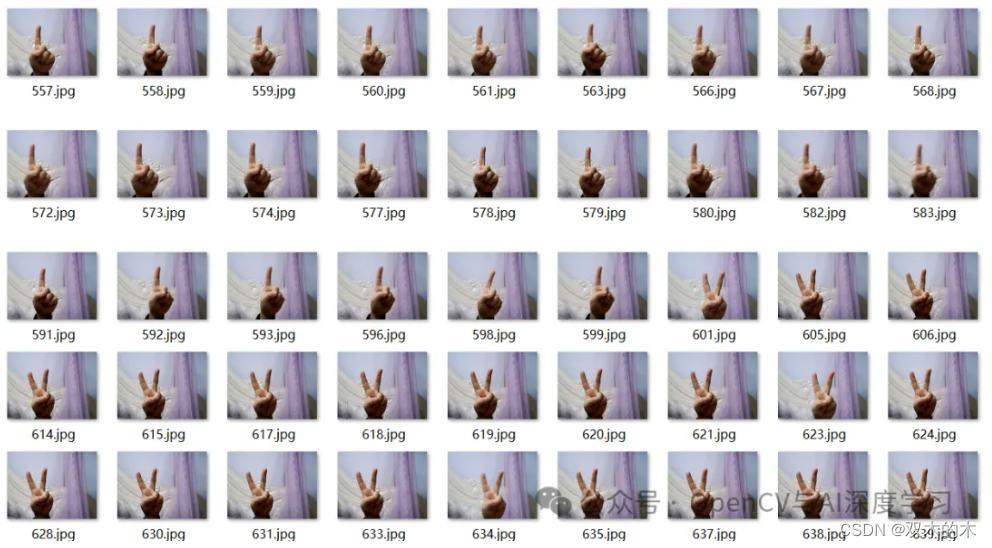 557.jpg 558.jpg 559.jpg 560.jpg 561.jpg 563.jpg 566.jpg 567.jpg 568.jpg
572.jpg 573.jpg 574.jpg 577.jpg 578.jpg 579.jpg 580.jpg 582.jpg 583.jpg
591.jpg 592.jpg 593.jpg 596.jpg 598.jpg 599.jpg 601.jpg 605.jpg 606.jpg
614.jpg 615.jpg 617.jpg 618.jpg 619.jpg 620.jpg 621.jpg 623.jpg 624.jpg
公众号 · OpenCV与AI深度学习
628.jpg 630.jpg 631.jpg 633.jpg 634.jpg 635.jpg 637.jpg 638.jpg 639.jpg
CSDN @双木的木